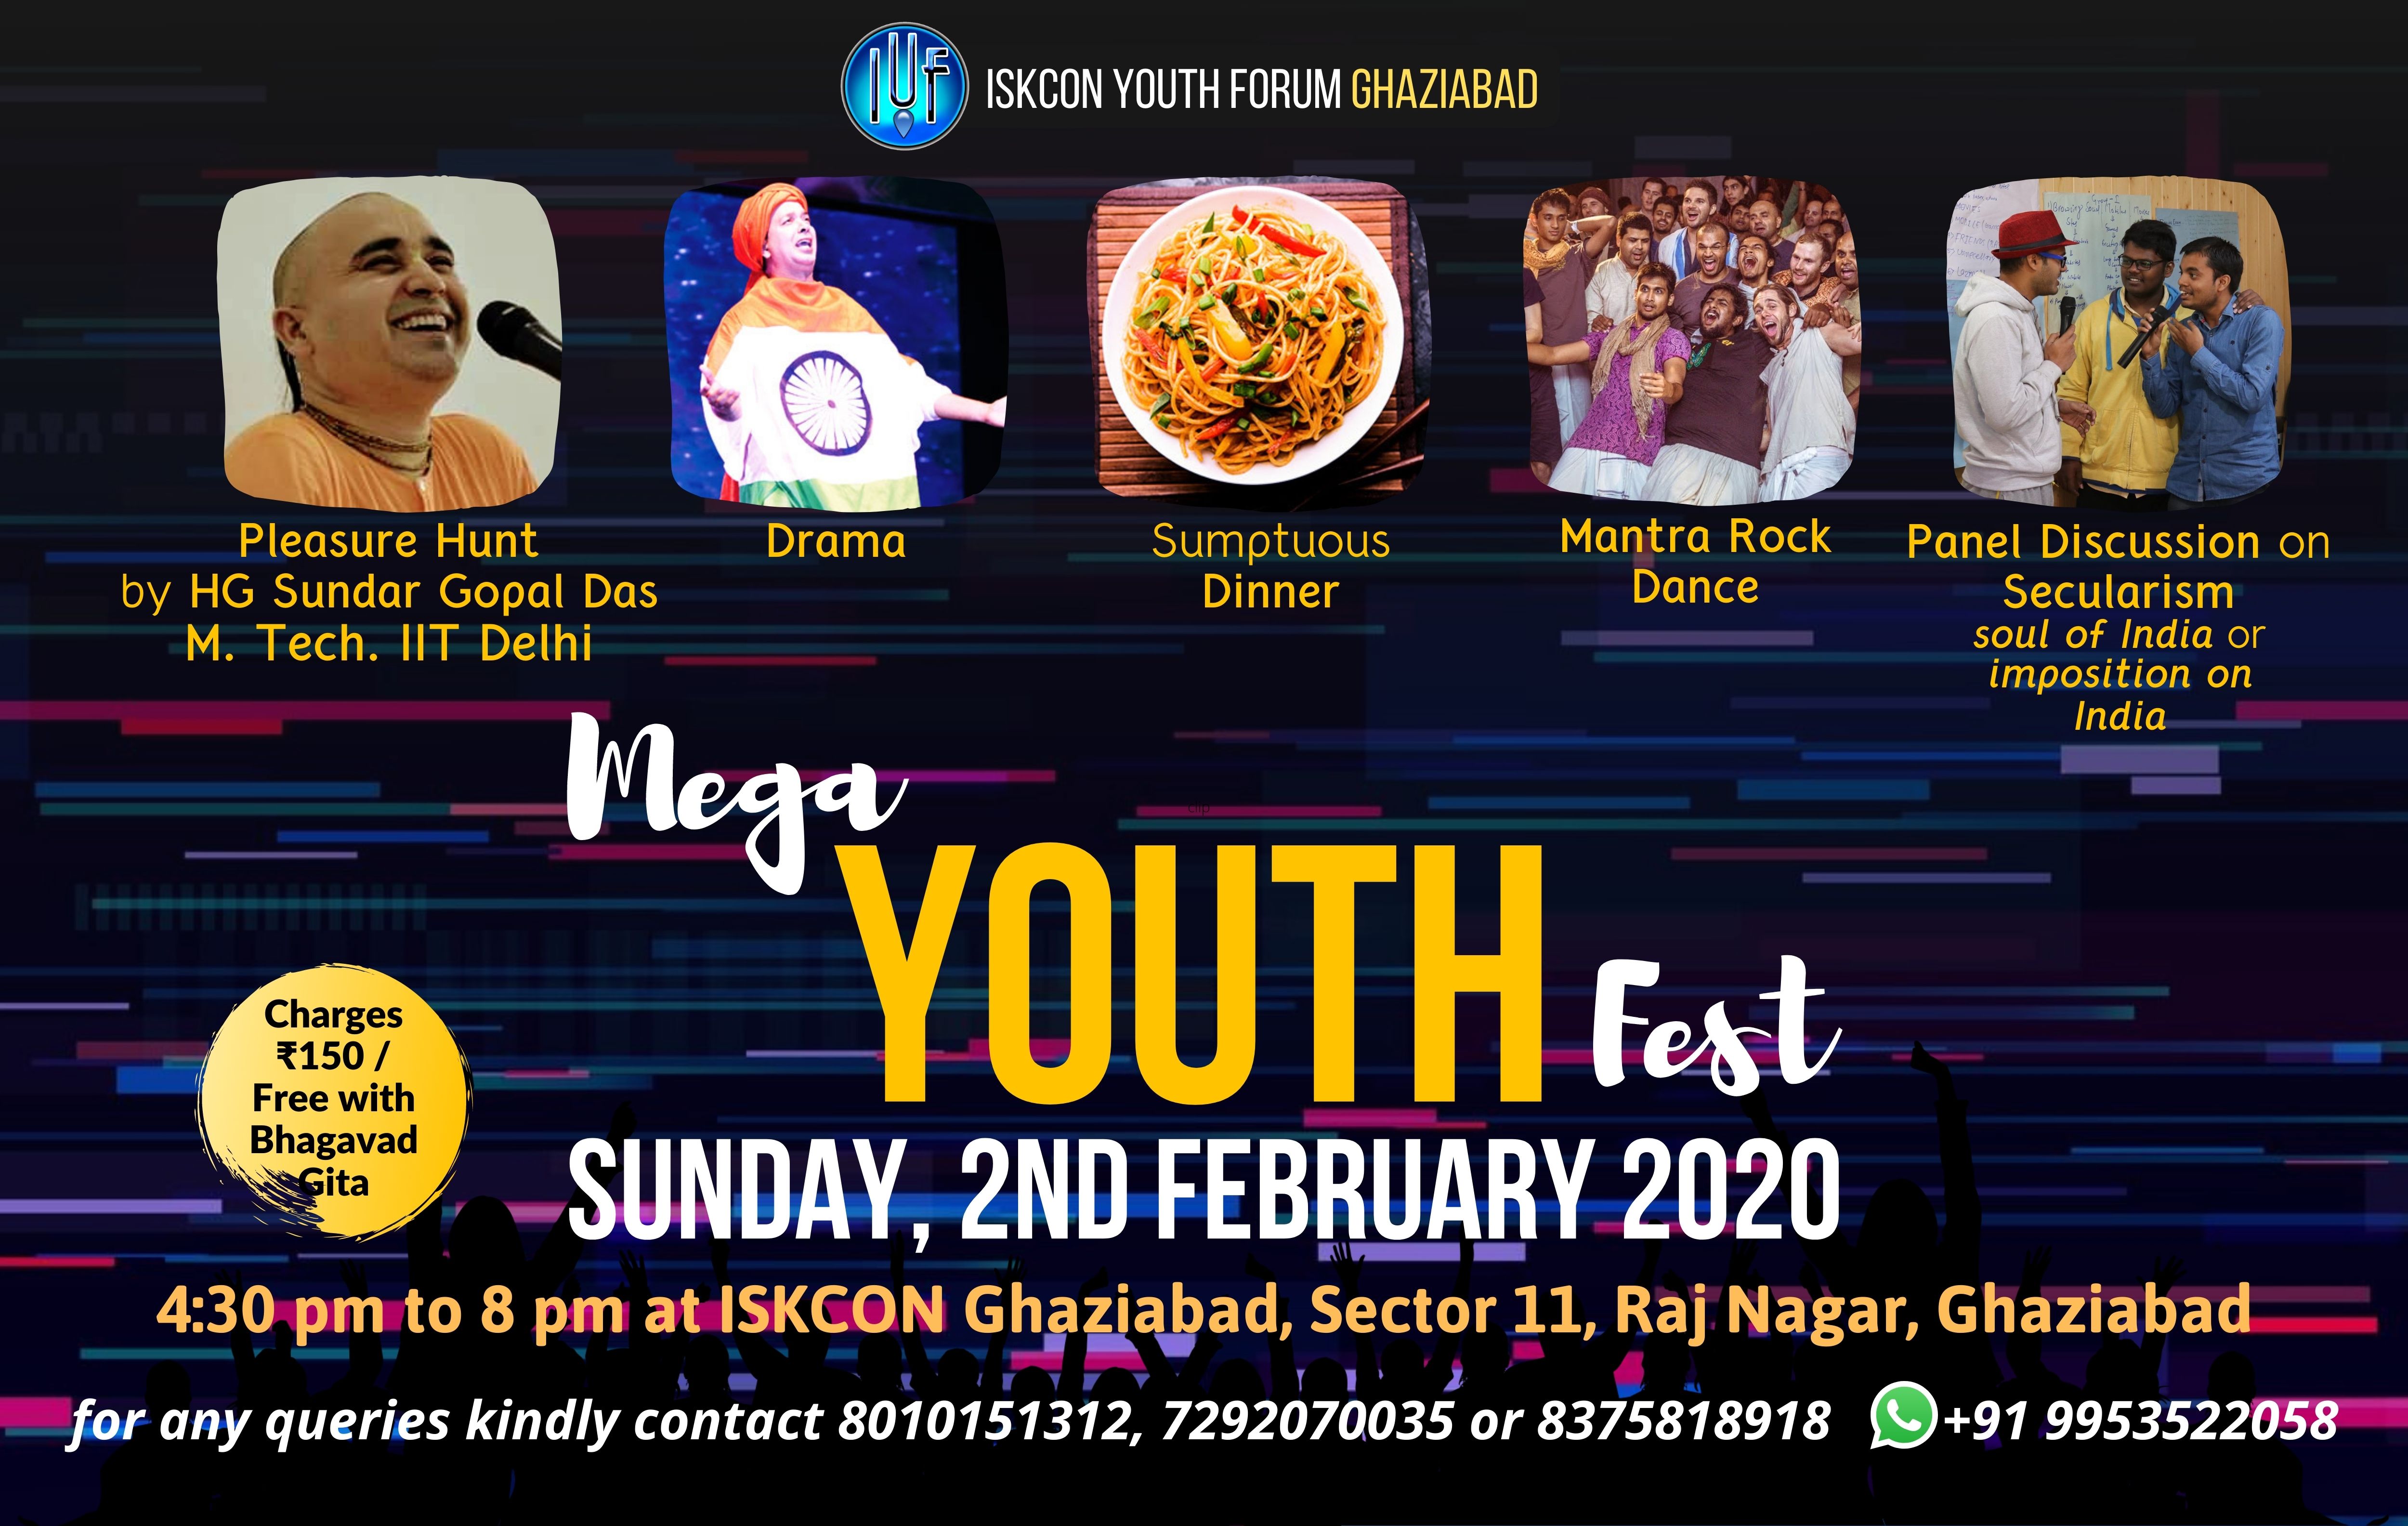 IYF
ISKCON YOUTH FORUM GHAZIABAD
Pleasure Hunt
by HG Sundar Gopal Das
M. Tech. IIT Delhi
Drama
Sumptuous
Dinner
Mantra Rock
Dance
Panel Discussion on
Secularism
soul of India or
imposition on
India
Mega
YOUTH
Fest
Charges
₹150 /
Free with
Bhagavad
Gita
SUNDAY, 2ND FEBRUARY 2020
4:30 pm to 8 pm at ISKCON Ghaziabad, Sector 11, Raj Nagar, Ghaziabad
for any queries kindly contact 8010151312, 7292070035 or 8375818918 +91 9953522058